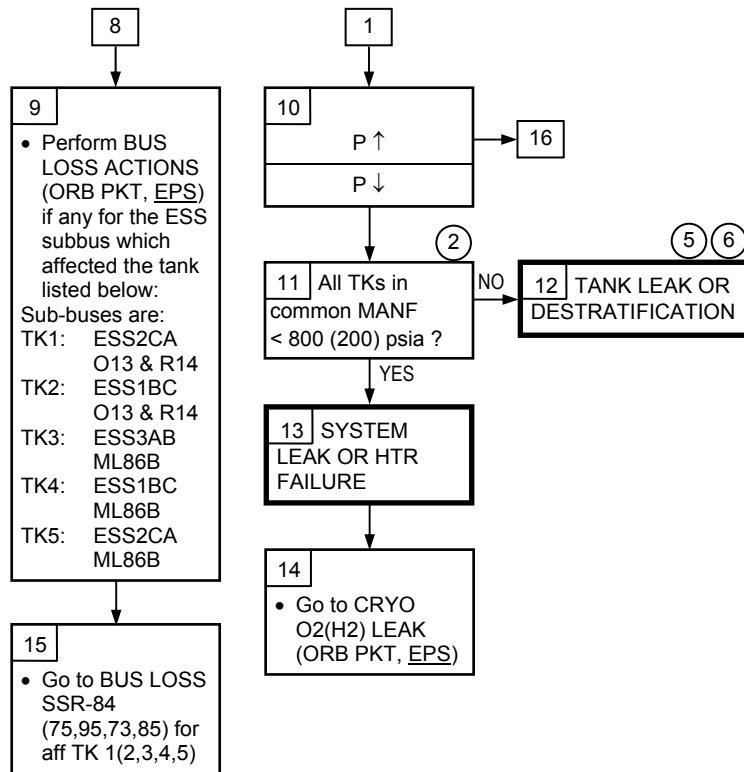 8
9
• Perform BUS
LOSS ACTIONS
(ORB PKT, EPS)
if any for the ESS
subbus which
affected the tank
listed below:
Sub-buses are:
TK1: ESS2CA
O13 & R14
TK2: ESS1BC
O13 & R14
TK3: ESS3AB
ML86B
TK4: ESS1BC
ML86B
TK5: ESS2CA
ML86B
15
• Go to BUS LOSS
SSR-84
(75,95,73,85) for
aff TK 1(2,3,4,5)
1
10
P ↑
P ↓
16
2
11 All TKs in
common MANF
< 800 (200) psia ?
NO
YES
5 6
12 TANK LEAK OR
DESTRATIFICATION
13 SYSTEM
LEAK OR HTR
FAILURE
14
• Go to CRYO
O2(H2) LEAK
(ORB PKT, EPS)